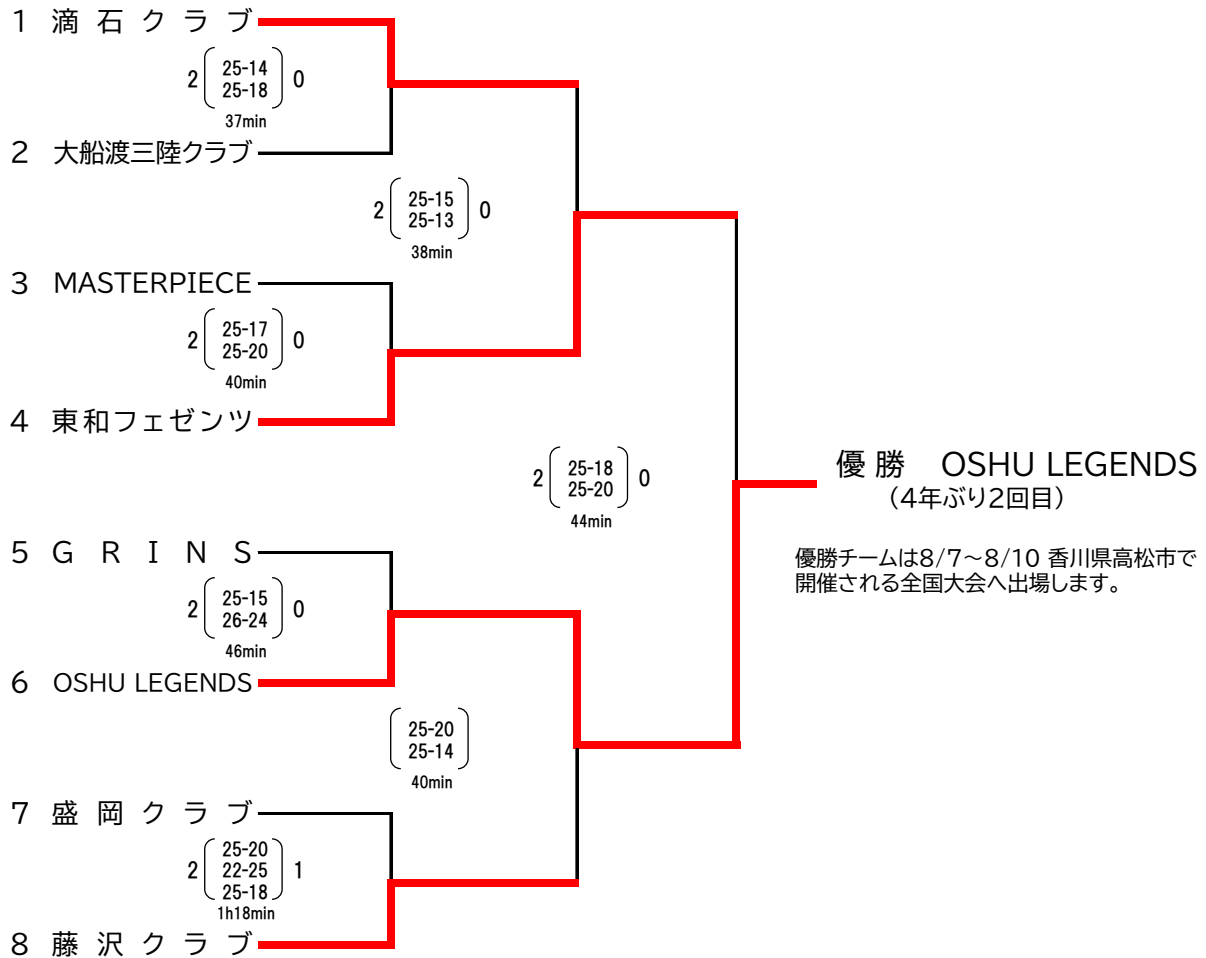 1 滴石クラブ
2 25-14 0
25-18
37min
2 大船渡三陸クラブ
2 25-15 0
25-13
38min
3 MASTERPIECE
2 25-17 0
25-20
40min
4 東和フェゼンツ
2 25-18 0
25-20
44min
優勝 OSHU LEGENDS
（4年ぶり2回目）
優勝チームは8/7～8/10 香川県高松市で
開催される全国大会へ出場します。
5 GRINS
2 25-15 0
26-24
46min
6 OSHU LEGENDS
25-20
25-14
40min
7 盛岡クラブ
2 25-20 1
22-25
25-18
1h18min
8 藤沢クラブ